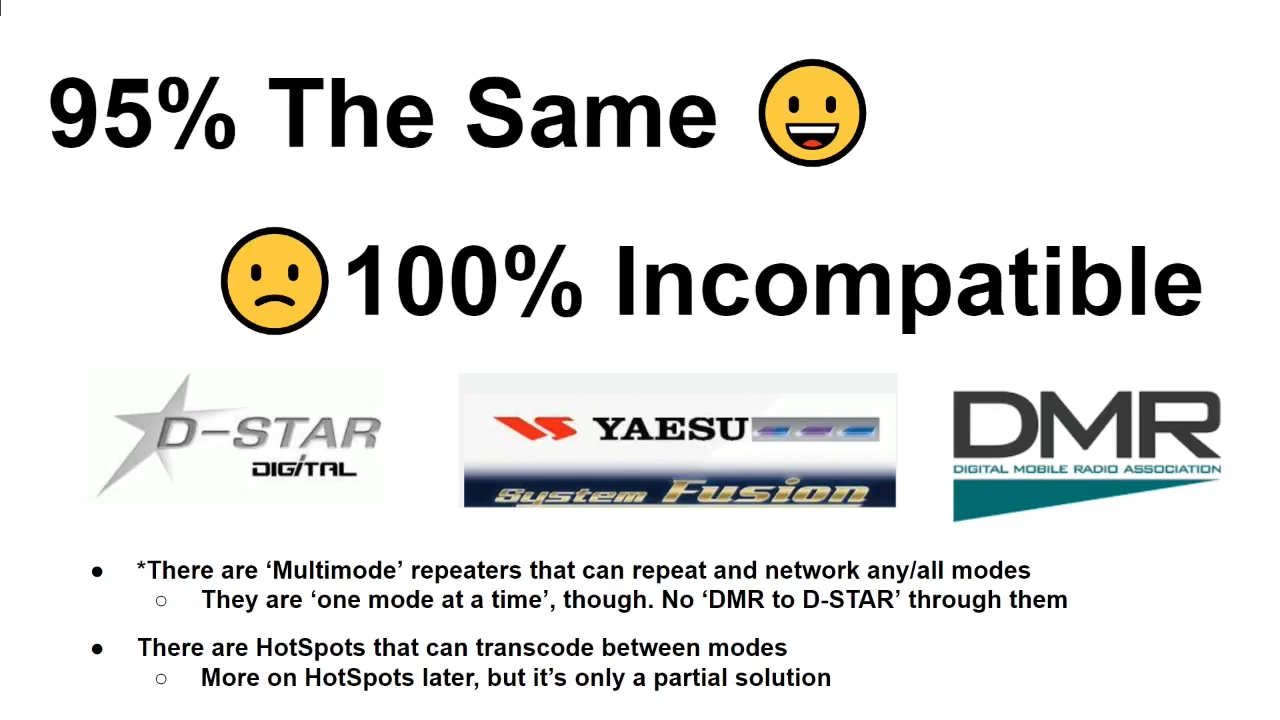 95% The Same
100% Incompatible
D-STAR
DIGITAL
YAESU
System Fusion
DMR
DIGITAL MOBILE RADIO ASSOCIATION
● *There are ‘Multimode’ repeaters that can repeat and network any/all modes
○ They are ‘one mode at a time’, though. No ‘DMR to D-STAR’ through them
● There are HotSpots that can transcode between modes
○ More on HotSpots later, but it’s only a partial solution